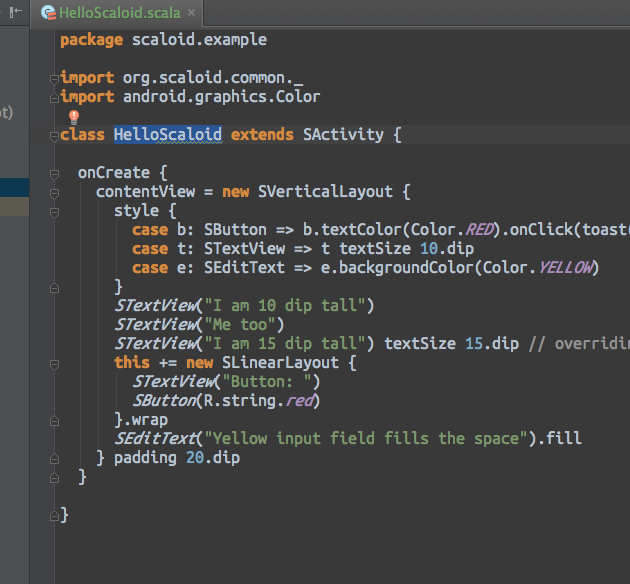 HelloScaloid.scala ×
package scaloid.example
import org.scaloid.common._
import android.graphics.Color
t)
class HelloScaloid extends SActivity {
onCreate {
contentView = new SVerticalLayout {
style {
case b: SButton => b.textColor(Color.RED).onClick(toast(
case t: STextView => t textSize 10.dip
case e: SEditText => e.backgroundColor(Color.YELLOW)
}
STextView("I am 10 dip tall")
STextView("Me too")
STextView("I am 15 dip tall") textSize 15.dip // overridin
this += new SLinearLayout {
STextView("Button: ")
SButton(R.string.red)
}.wrap
SEditText("Yellow input field fills the space").fill
} padding 20.dip
}
}